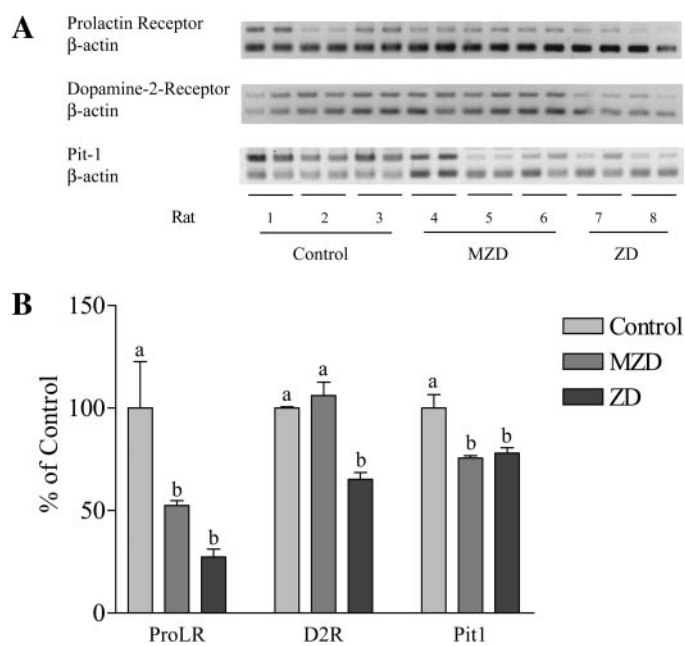 A
Prolactin Receptor
β-actin
Dopamine-2-Receptor
β-actin
Pit-1
β-actin
Rat 1 2 3 4 5 6 7 8
Control MZD ZD
B
% of Control
150
100
50
0
a b b
a a b
a b b
ProLR D2R Pit1
Control
MZD
ZD